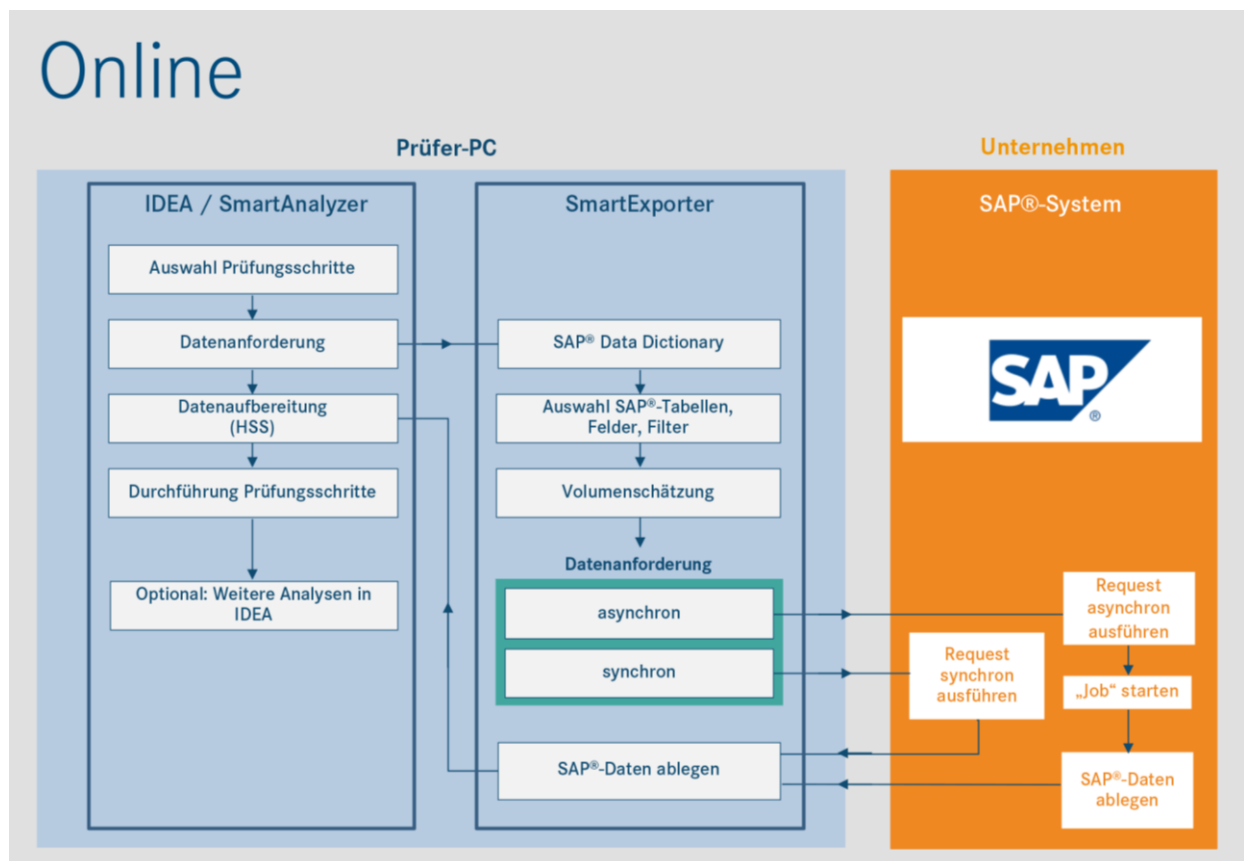 Online
Prüfer-PC
Unternehmen
IDEA / SmartAnalyzer
Auswahl Prüfungsschritte
Datenanforderung
Datenaufbereitung
(HSS)
Durchführung Prüfungsschritte
Optional: Weitere Analysen in
IDEA
SmartExporter
SAP® Data Dictionary
Auswahl SAP®-Tabellen,
Felder, Filter
Volumenschätzung
Datenanforderung
asynchron
synchron
SAP®-Daten ablegen
SAP®-System
SAP®
Request
asynchron
ausführen
Request
synchron
ausführen
„Job“ starten
SAP®-Daten
ablegen